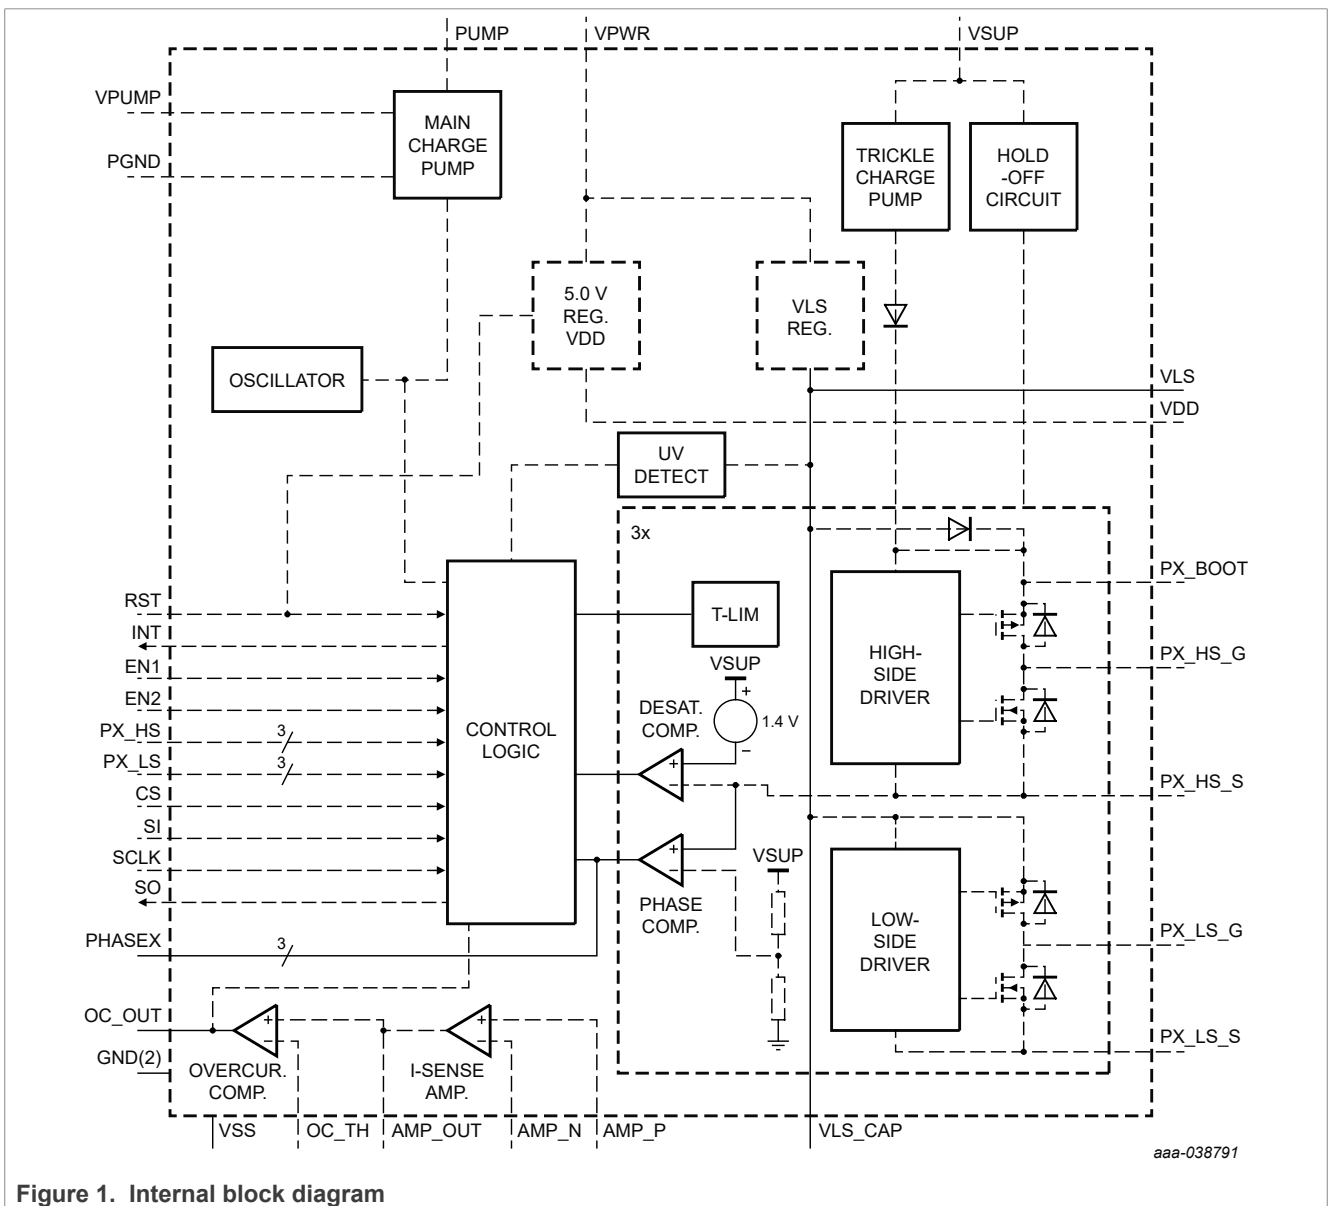 PUMP
VPWR
VSUP
VPUMP
PGND
MAIN
CHARGE
PUMP
TRICKLE
CHARGE
PUMP
HOLD
-OFF
CIRCUIT
5.0 V
REG.
VDD
VLS
REG.
OSCILLATOR
VLS
VDD
UV
DETECT
3x
RST
INT
EN1
EN2
PX_HS
3
PX_LS
3
CS
SI
SCLK
SO
PHASEX
3
CONTROL
LOGIC
T-LIM
VSUP
+
1.4 V
−
DESAT.
COMP.
+
−
+
−
PHASE
COMP.
VSUP
HIGH-
SIDE
DRIVER
LOW-
SIDE
DRIVER
PX_BOOT
PX_HS_G
PX_HS_S
PX_LS_G
PX_LS_S
OC_OUT
GND(2)
+
−
OVERCUR.
COMP.
+
−
I-SENSE
AMP.
VSS
OC_TH
AMP_OUT
AMP_N
AMP_P
VLS_CAP
aaa-038791
Figure 1. Internal block diagram